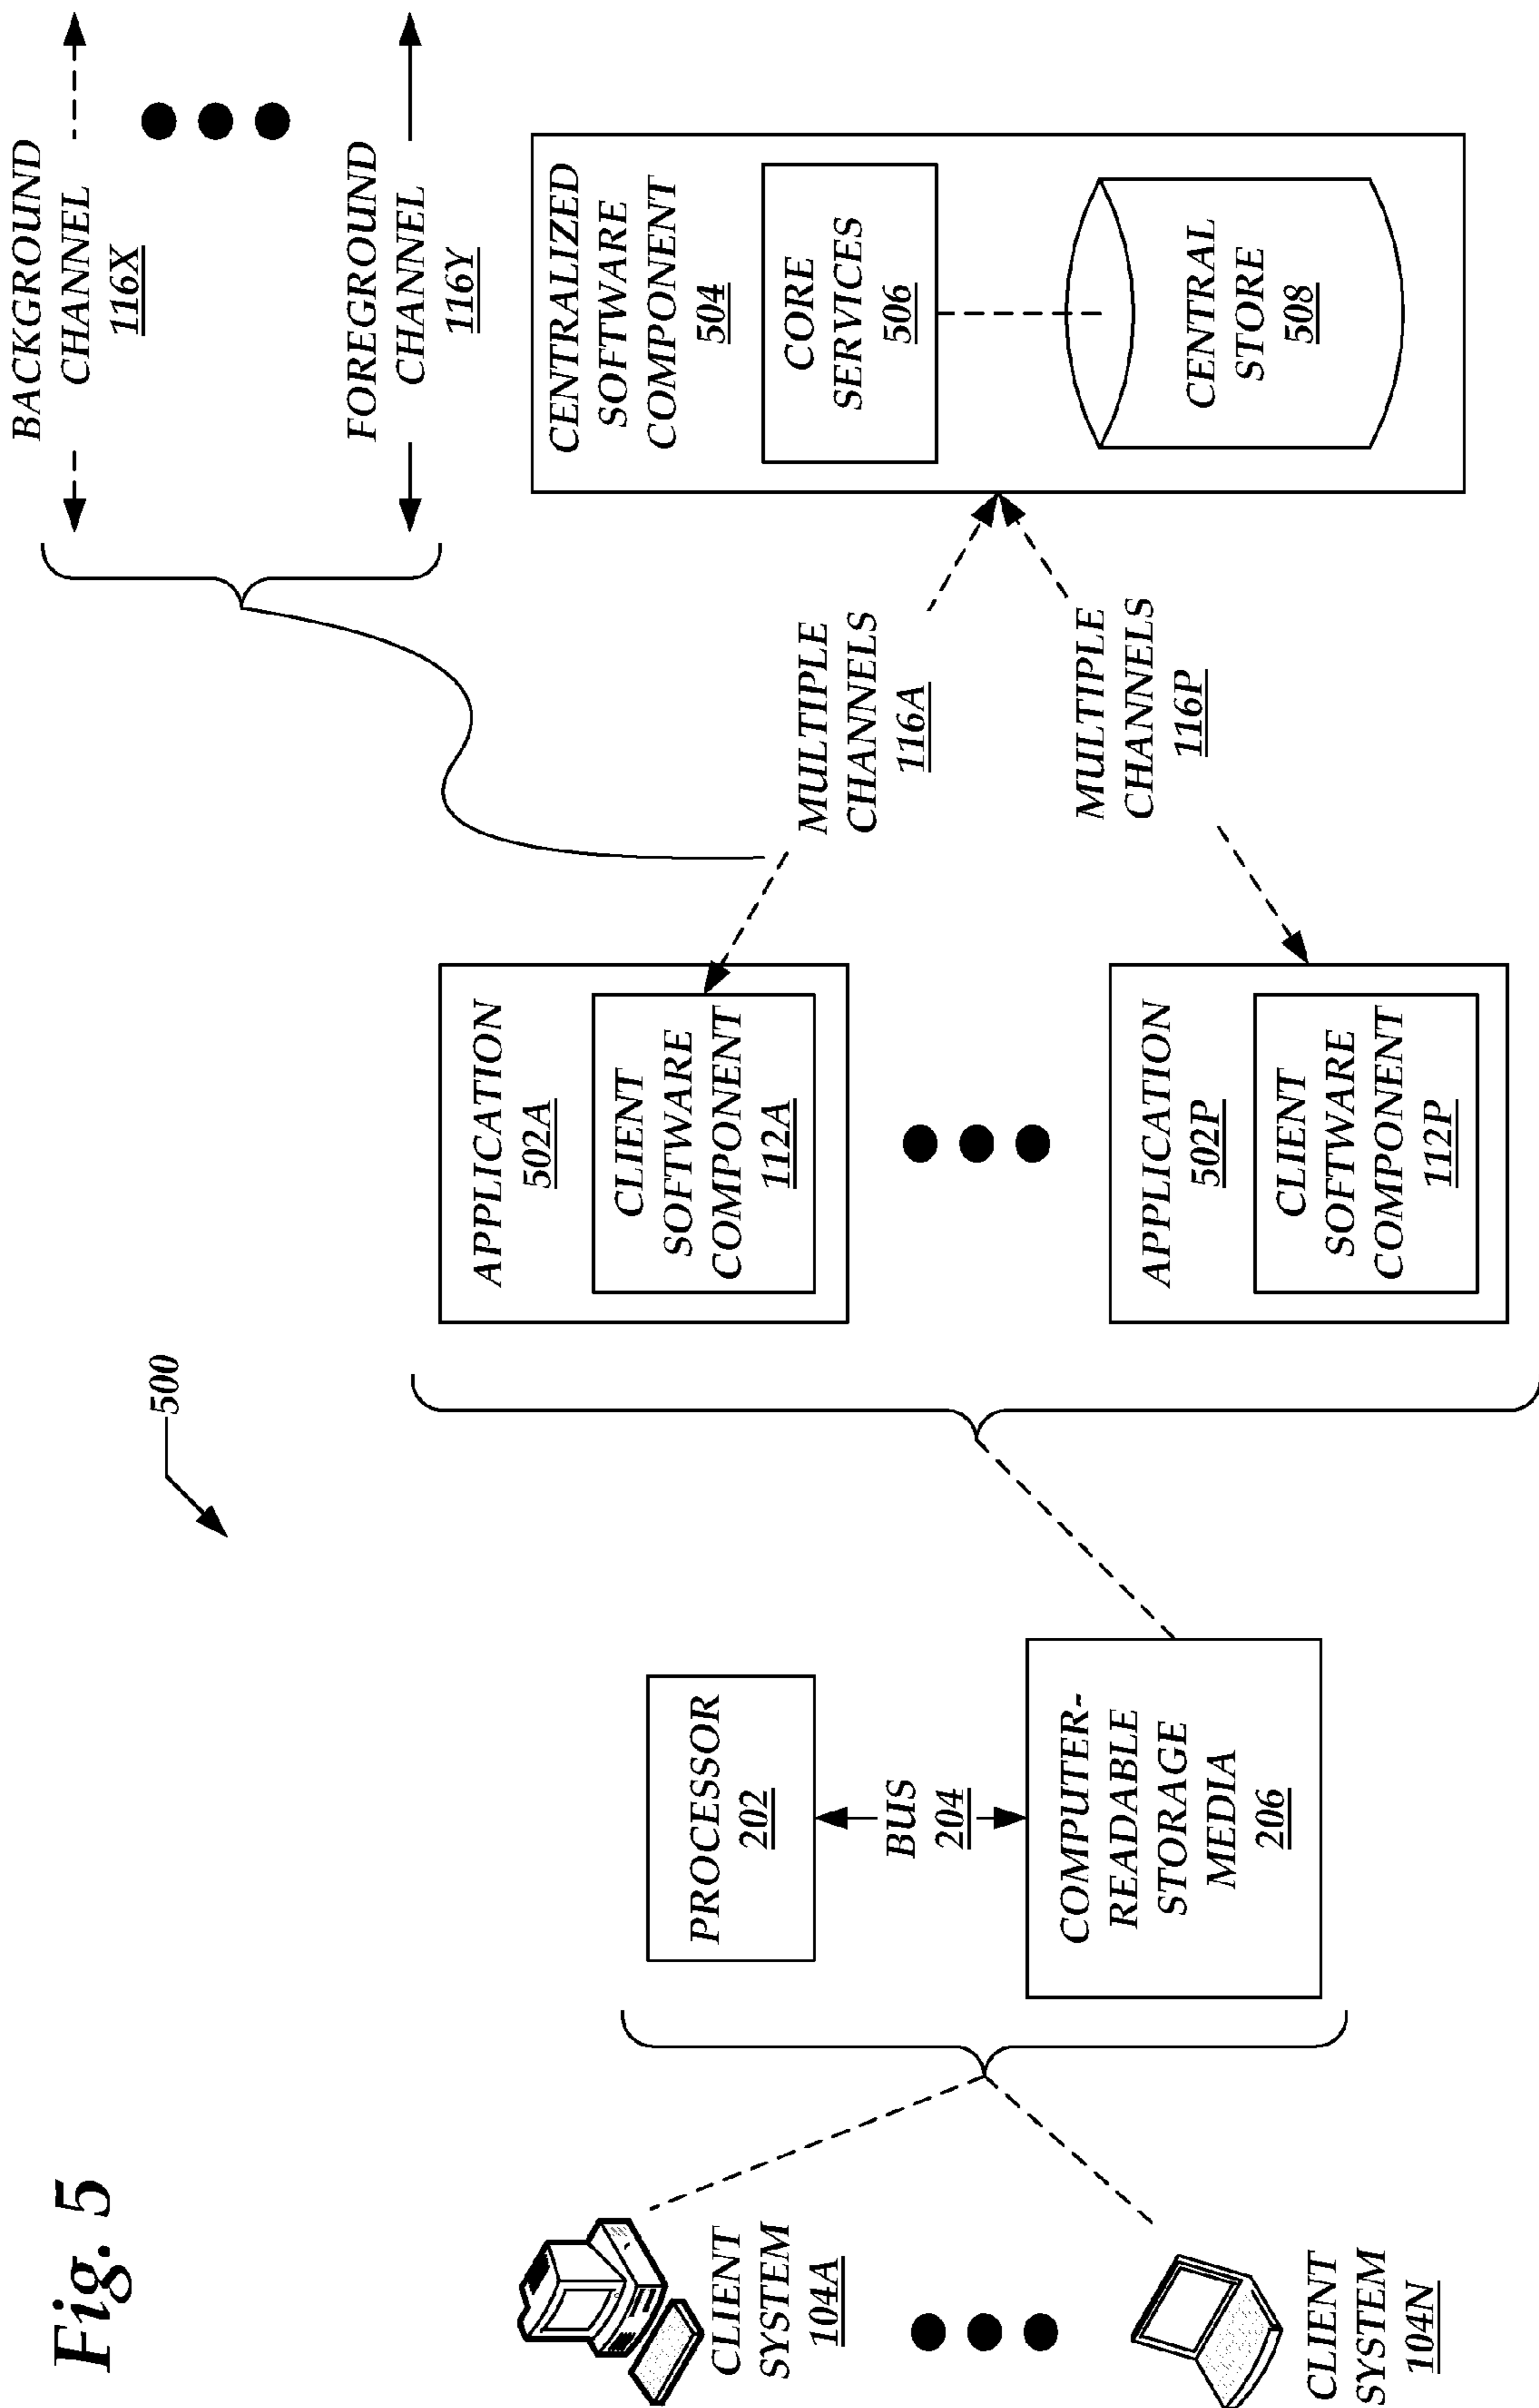 Fig. 5
500
CLIENT
SYSTEM
104A
CLIENT
SYSTEM
104N
PROCESSOR
202
BUS
204
COMPUTER-
READABLE
STORAGE
MEDIA
206
APPLICATION
502A
CLIENT
SOFTWARE
COMPONENT
112A
APPLICATION
502P
CLIENT
SOFTWARE
COMPONENT
112P
MULTIPLE
CHANNELS
116A
MULTIPLE
CHANNELS
116P
BACKGROUND
CHANNEL
116X
FOREGROUND
CHANNEL
116Y
CENTRALIZED
SOFTWARE
COMPONENT
504
CORE
SERVICES
506
CENTRAL
STORE
508